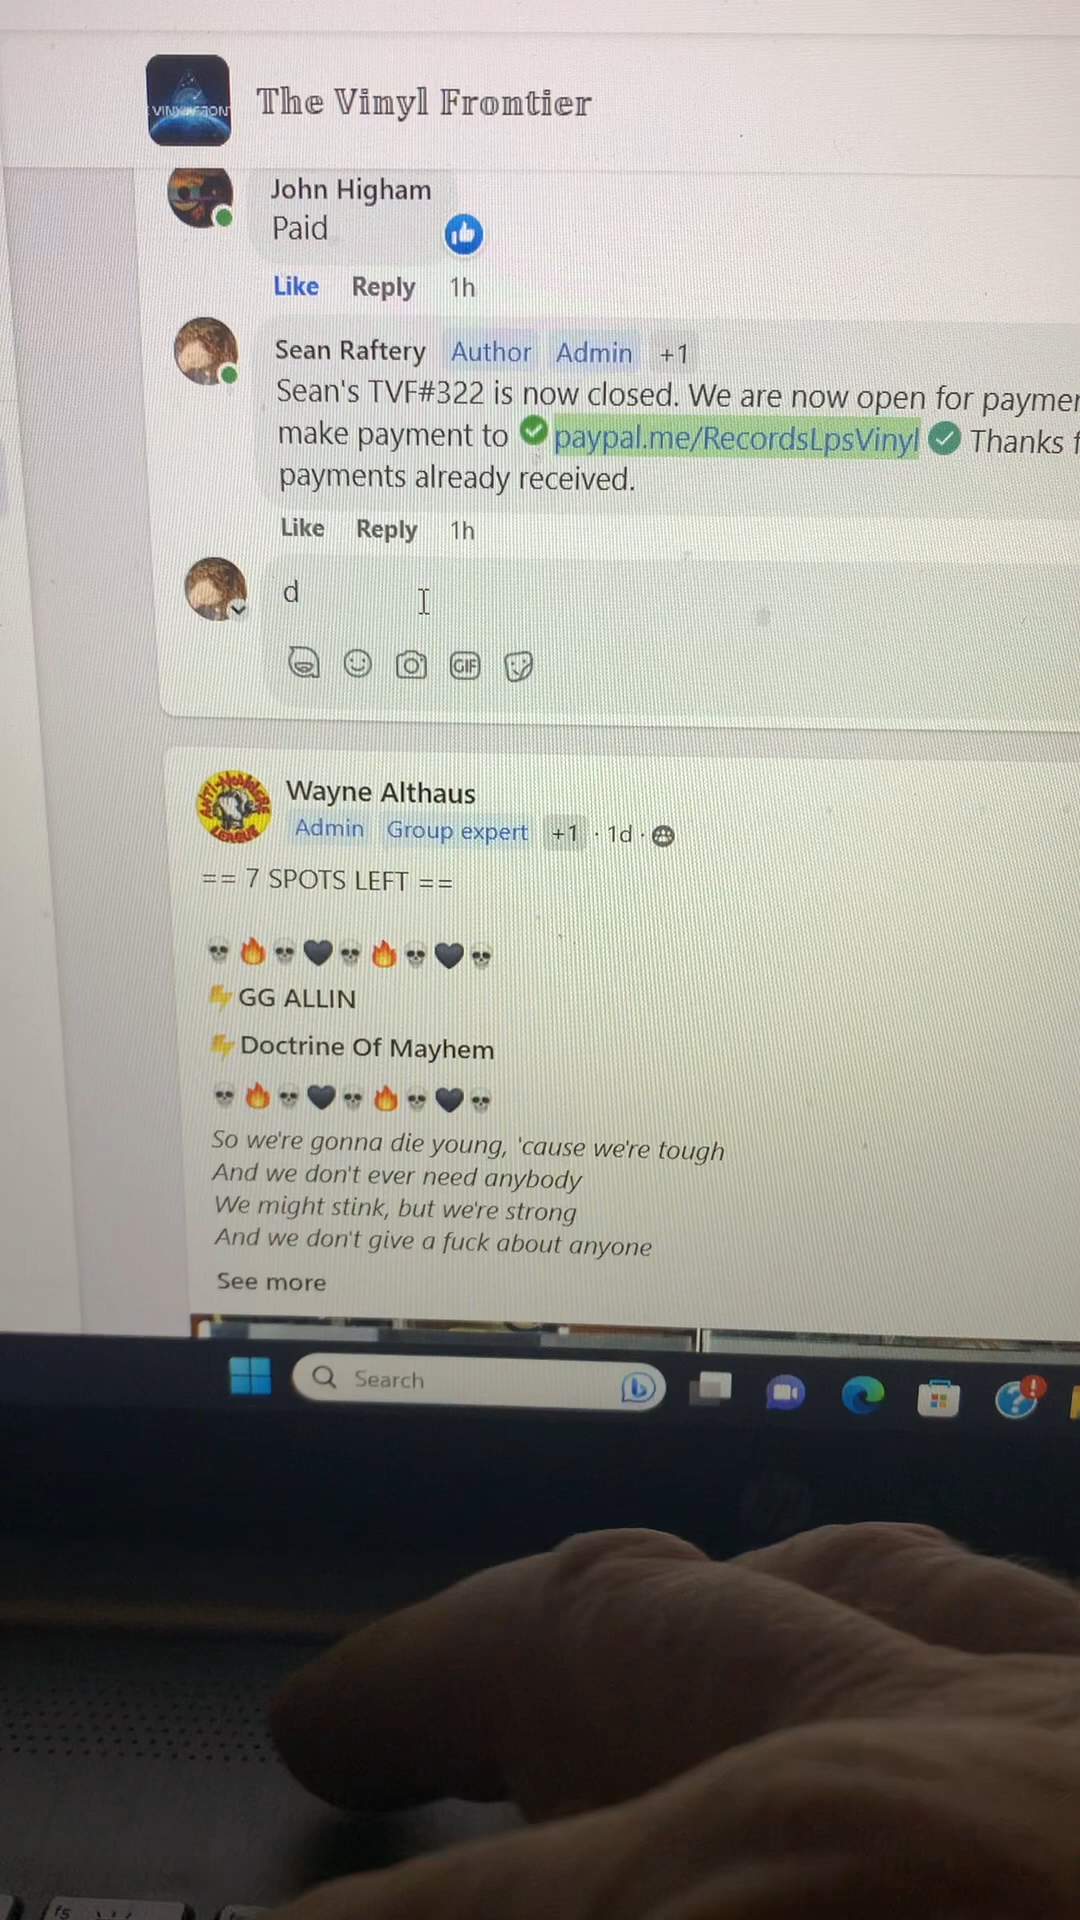 The Vinyl Frontier
John Higham
Paid
Like Reply 1h
Sean Raftery Author Admin +1
Sean's TVF#322 is now closed. We are now open for paymen
make payment to ✅ paypal.me/RecordsLpsVinyl ✅ Thanks f
payments already received.
Like Reply 1h
d
GIF
Wayne Althaus
Admin Group expert +1 · 1d ·
== 7 SPOTS LEFT ==
💀🔥💀🖤💀🔥💀🖤💀
⚡GG ALLIN
⚡Doctrine Of Mayhem
💀🔥💀🖤💀🔥💀🖤💀
So we're gonna die young, 'cause we're tough
And we don't ever need anybody
We might stink, but we're strong
And we don't give a fuck about anyone
See more
Search
f5